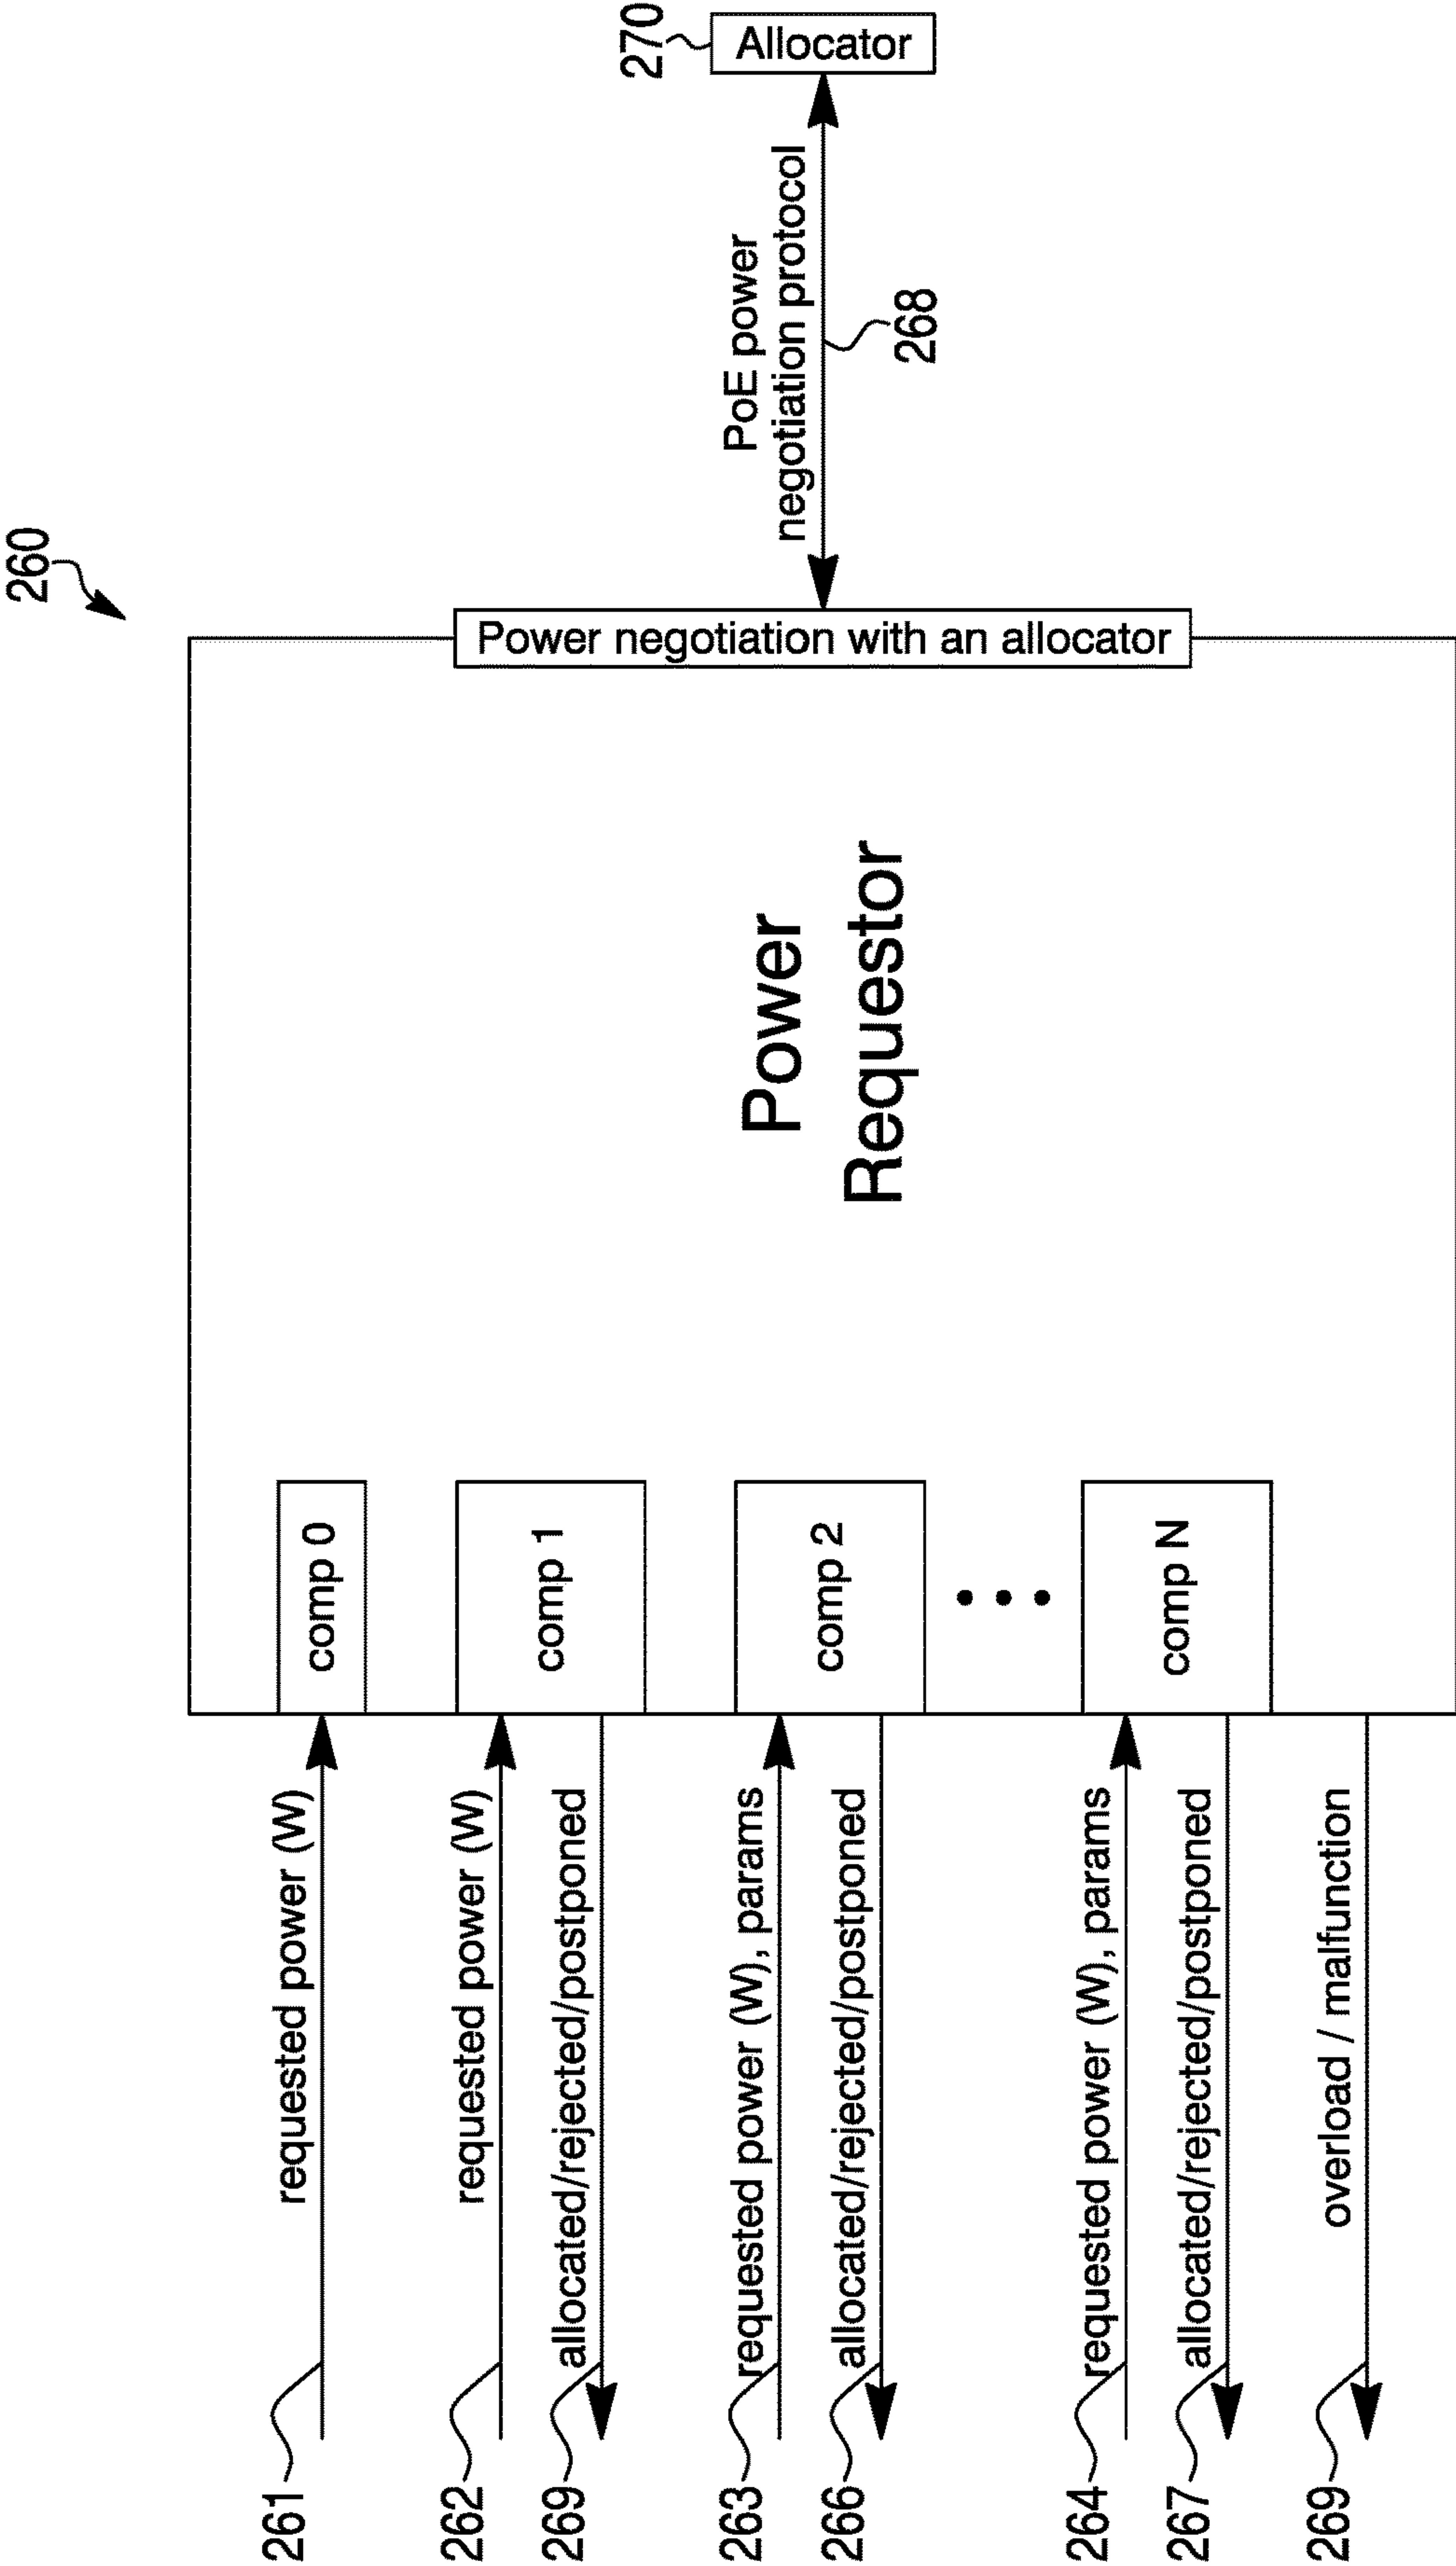 260
261
requested power (W)
comp 0
262
requested power (W)
comp 1
269
allocated/rejected/postponed
263
requested power (W), params
comp 2
266
allocated/rejected/postponed
264
requested power (W), params
comp N
267
allocated/rejected/postponed
269
overload / malfunction
Power
Requestor
Power negotiation with an allocator
PoE power
negotiation protocol
268
270
Allocator